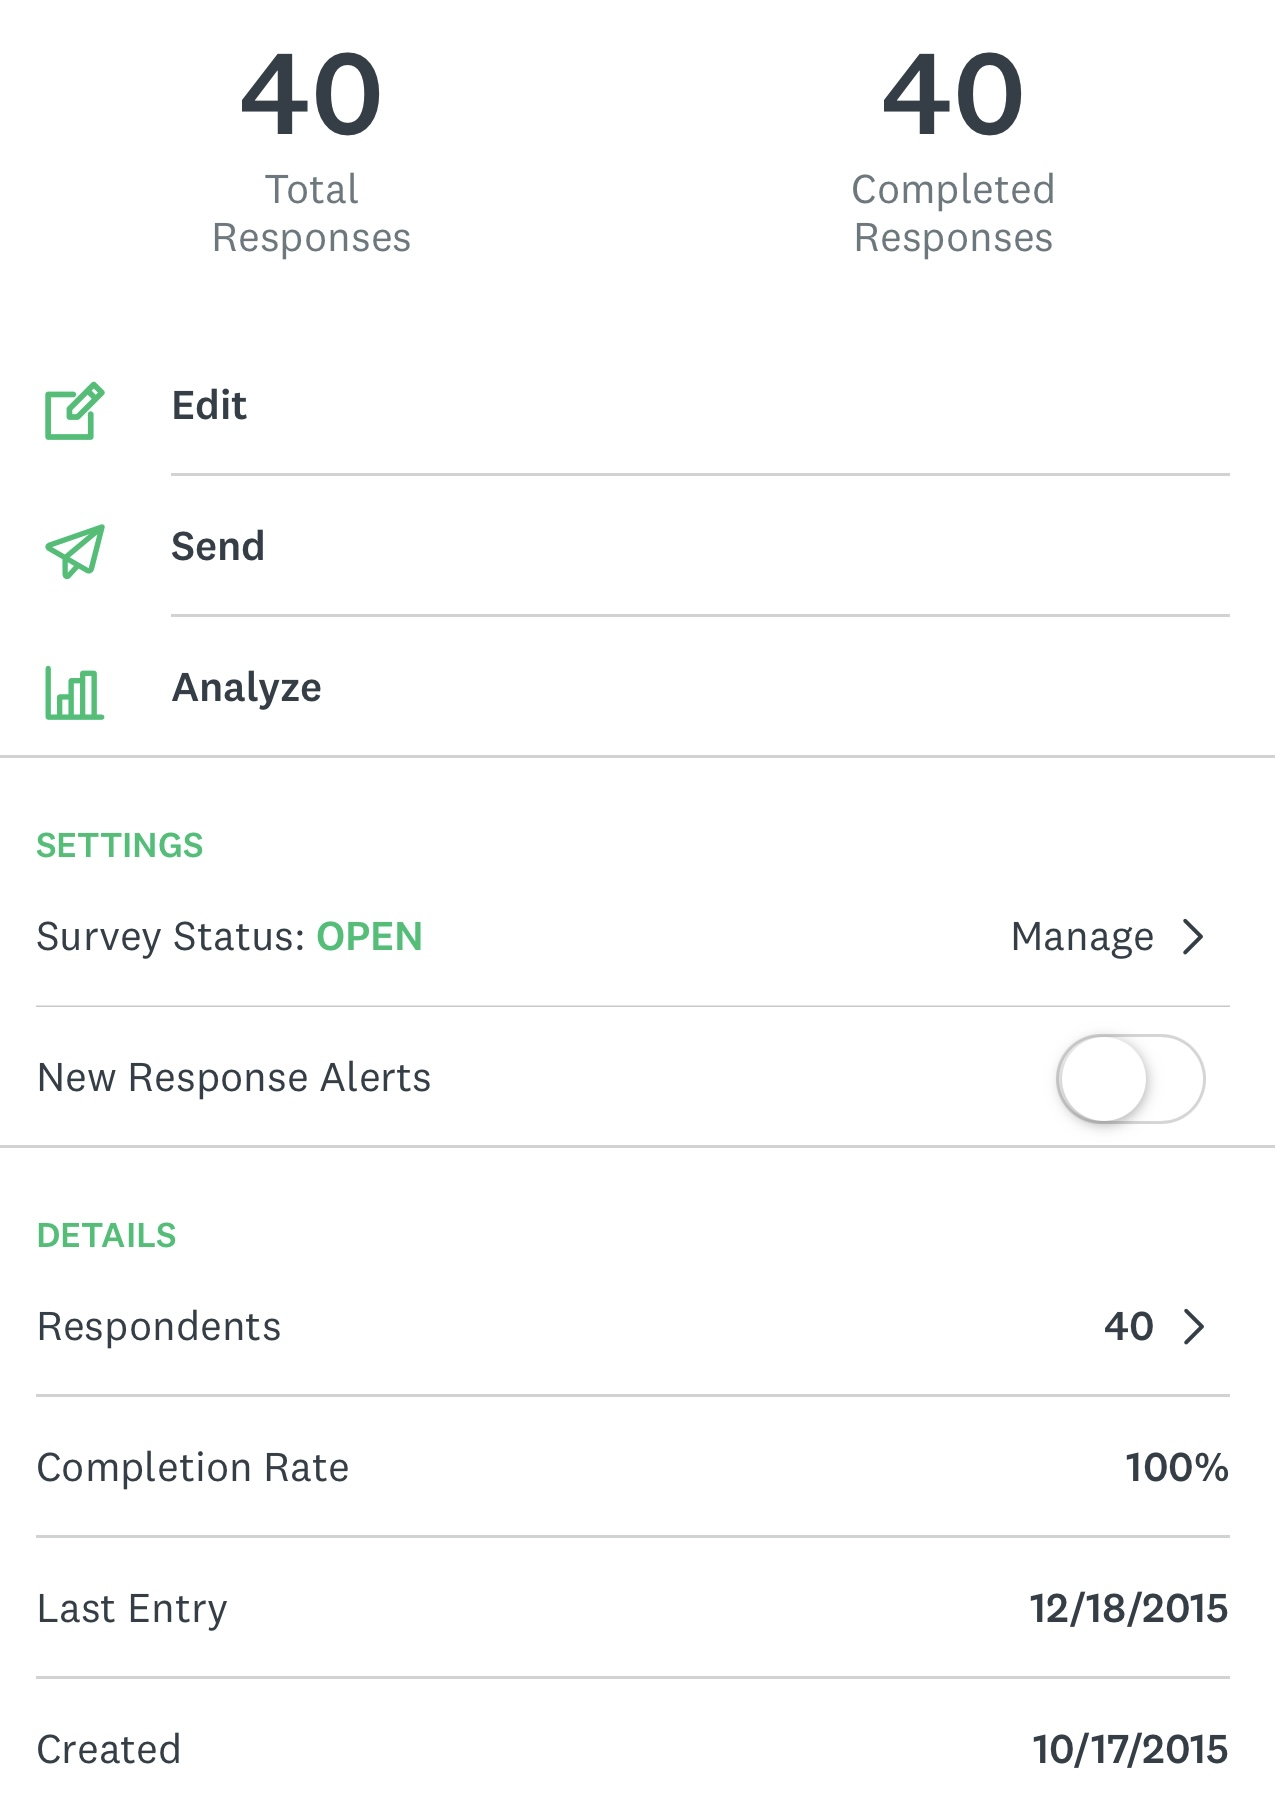 40
Total
Responses
40
Completed
Responses
Edit
Send
Analyze
SETTINGS
Survey Status: OPEN Manage
New Response Alerts
DETAILS
Respondents 40
Completion Rate 100%
Last Entry 12/18/2015
Created 10/17/2015